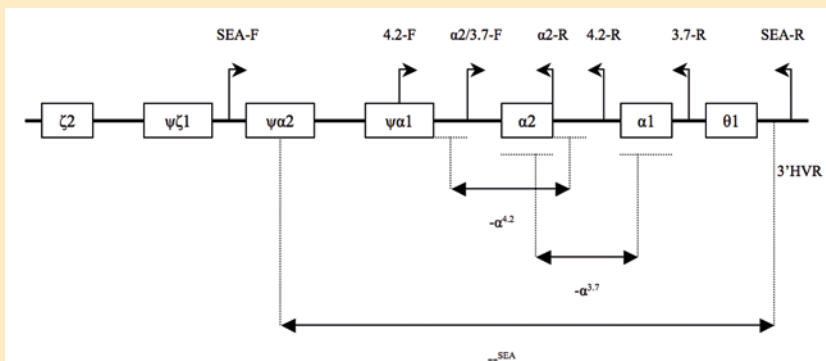 SEA-F 4.2-F α2/3.7-F α2-R 4.2-R 3.7-R SEA-R
ζ2 ψζ1 ψα2 ψα1 α2 α1 θ1
3'HVR
-α4.2
-α3.7
--SEA